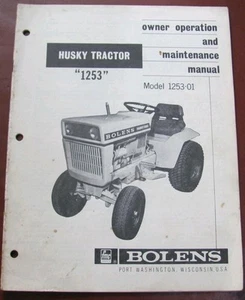 owner operation
and
maintenance
manual
HUSKY TRACTOR
"1253"
Model 1253-01
BOLENS
BOLENS
PORT WASHINGTON, WISCONSIN, U.S.A.